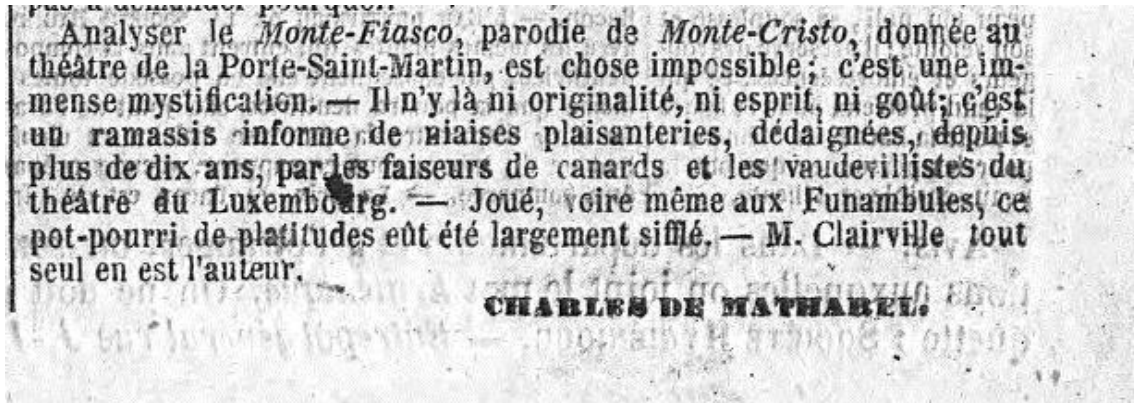 pas à demander pourquoi.
Analyser le Monte-Fiasco, parodie de Monte-Cristo, donnée au
théâtre de la Porte-Saint-Martin, est chose impossible; c'est une im-
mense mystification. — Il n'y là ni originalité, ni esprit, ni goût; c'est
un ramassis informe de niaises plaisanteries, dédaignées, depuis
plus de dix ans, par les faiseurs de canards et les vaudevillistes du
théâtre du Luxembourg. — Joué, voire même aux Funambules, ce
pot-pourri de platitudes eût été largement sifflé. — M. Clairville tout
seul en est l'auteur.
CHARLES DE MATHAREL.